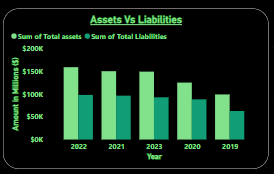 Assets Vs Liabilities
Sum of Total assets Sum of Total Liabilities
$200K
$150K
$100K
$50K
$0K
Amount in Millions($)
2022 2021 2023 2020 2019
Year